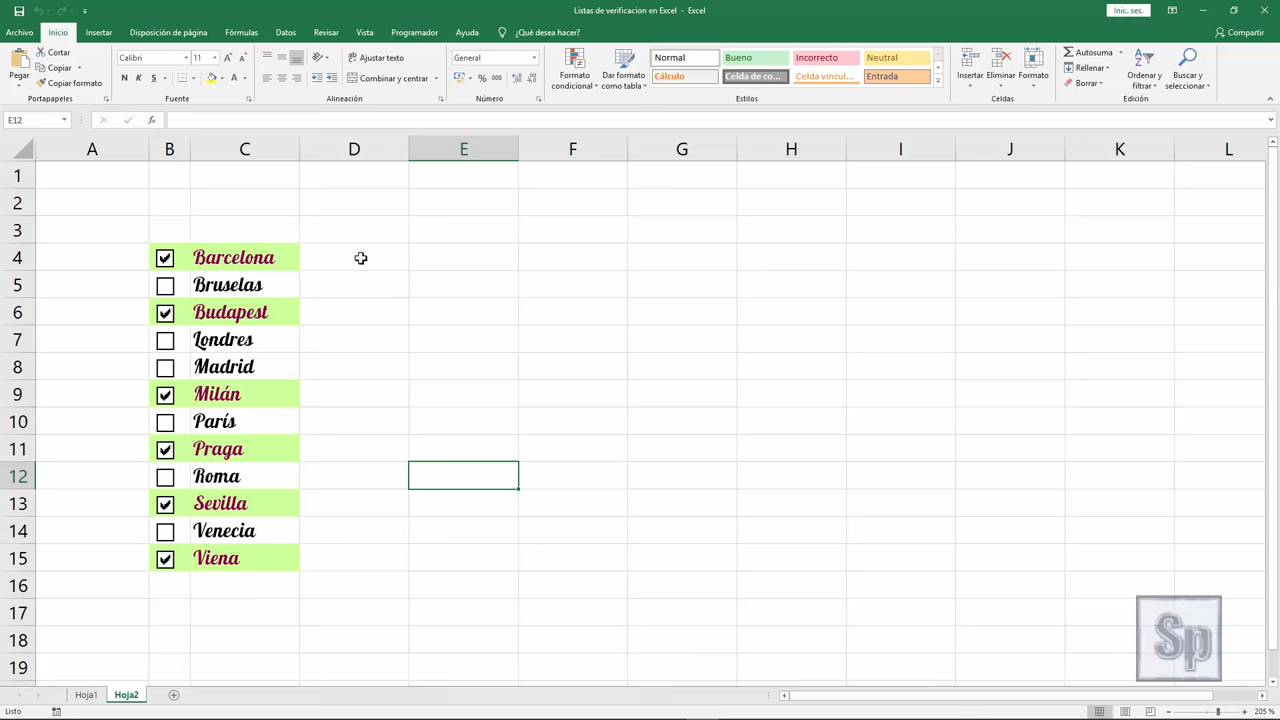 Listas de verificacion en Excel - Excel
Inic. ses.
Archivo Inicio Insertar Disposición de página Fórmulas Datos Revisar Vista Programador Ayuda ¿Qué desea hacer? Compartir
Pegar
Cortar
Copiar
Copiar formato
Portapapeles
Calibri 11
N K S
Fuente
Ajustar texto
Combinar y centrar
Alineación
General
% 000
Número
Formato condicional
Dar formato como tabla
Normal Bueno Incorrecto Neutral
Cálculo Celda de co... Celda vincul... Entrada
Estilos
Insertar Eliminar Formato
Celdas
Autosuma
Rellenar
Borrar
Ordenar y filtrar
Buscar y seleccionar
Edición
E12 fx
A B C D E F G H I J K L
1
2
3
4 Barcelona
5 Bruselas
6 Budapest
7 Londres
8 Madrid
9 Milán
10 París
11 Praga
12 Roma
13 Sevilla
14 Venecia
15 Viena
16
17
18
19
Sp
Hoja1 Hoja2
Listo 205 %